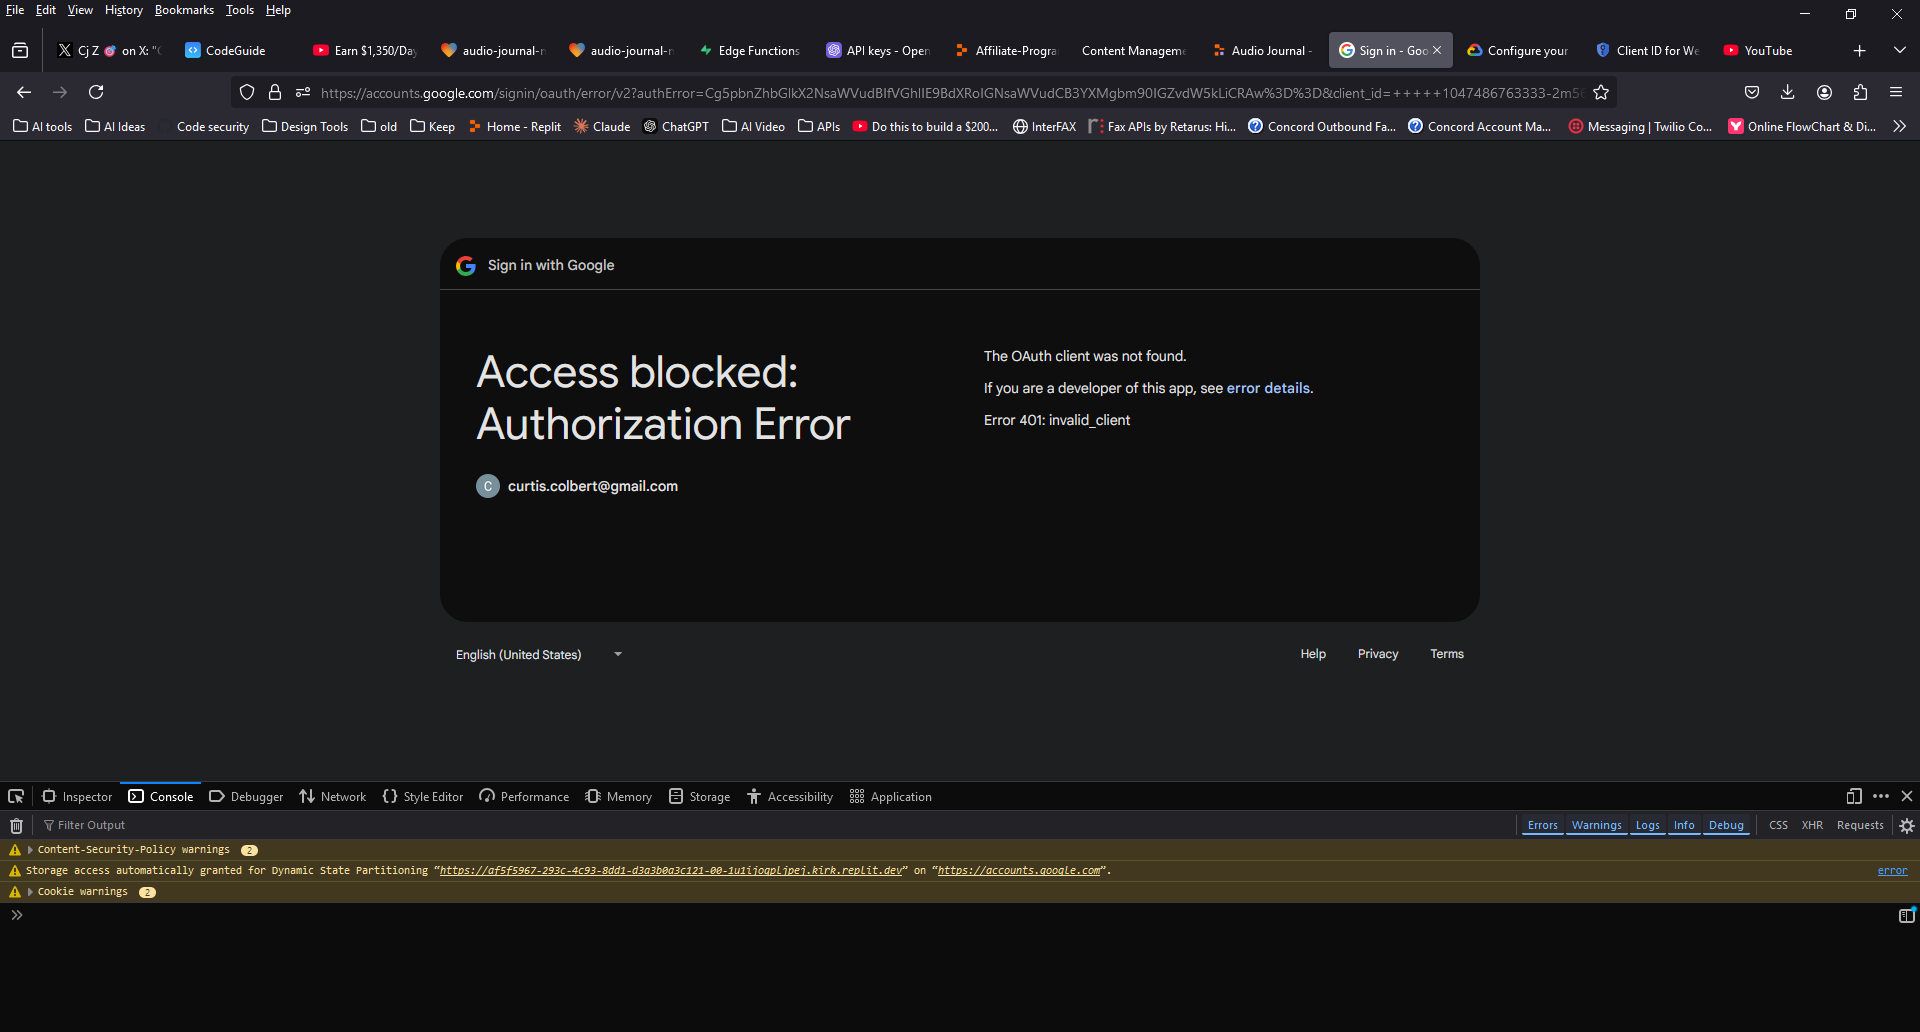 File Edit View History Bookmarks Tools Help
Cj Z on X: "C
CodeGuide
Earn $1,350/Day
audio-journal-n
audio-journal-n
Edge Functions
API keys - Open
Affiliate-Progra
Content Manageme
Audio Journal -
Sign in - Goo
Configure your
Client ID for We
YouTube
https://accounts.google.com/signin/oauth/error/v2?authError=
&client_id=+++++1047486763333-2m5
AI tools AI Ideas Code security Design Tools old Keep Home - Replit Claude ChatGPT AI Video APIs Do this to build a $200... InterFAX Fax APIs by Retarus: Hi... Concord Outbound Fa... Concord Account Ma... Messaging | Twilio Co... Online FlowChart & Di...
Sign in with Google
Access blocked:
Authorization Error
C curtis.colbert@gmail.com
The OAuth client was not found.
If you are a developer of this app, see error details.
Error 401: invalid_client
English (United States)
Help Privacy Terms
Inspector Console Debugger Network Style Editor Performance Memory Storage Accessibility Application
Filter Output
Errors Warnings Logs Info Debug CSS XHR Requests
Content-Security-Policy warnings 2
Storage access automatically granted for Dynamic State Partitioning “https://af5f5967-293c-4c93-8dd1-d3a3b0a3c121-00-1u1ijoqpljpej.kirk.replit.dev” on “https://accounts.google.com”. error
Cookie warnings 2